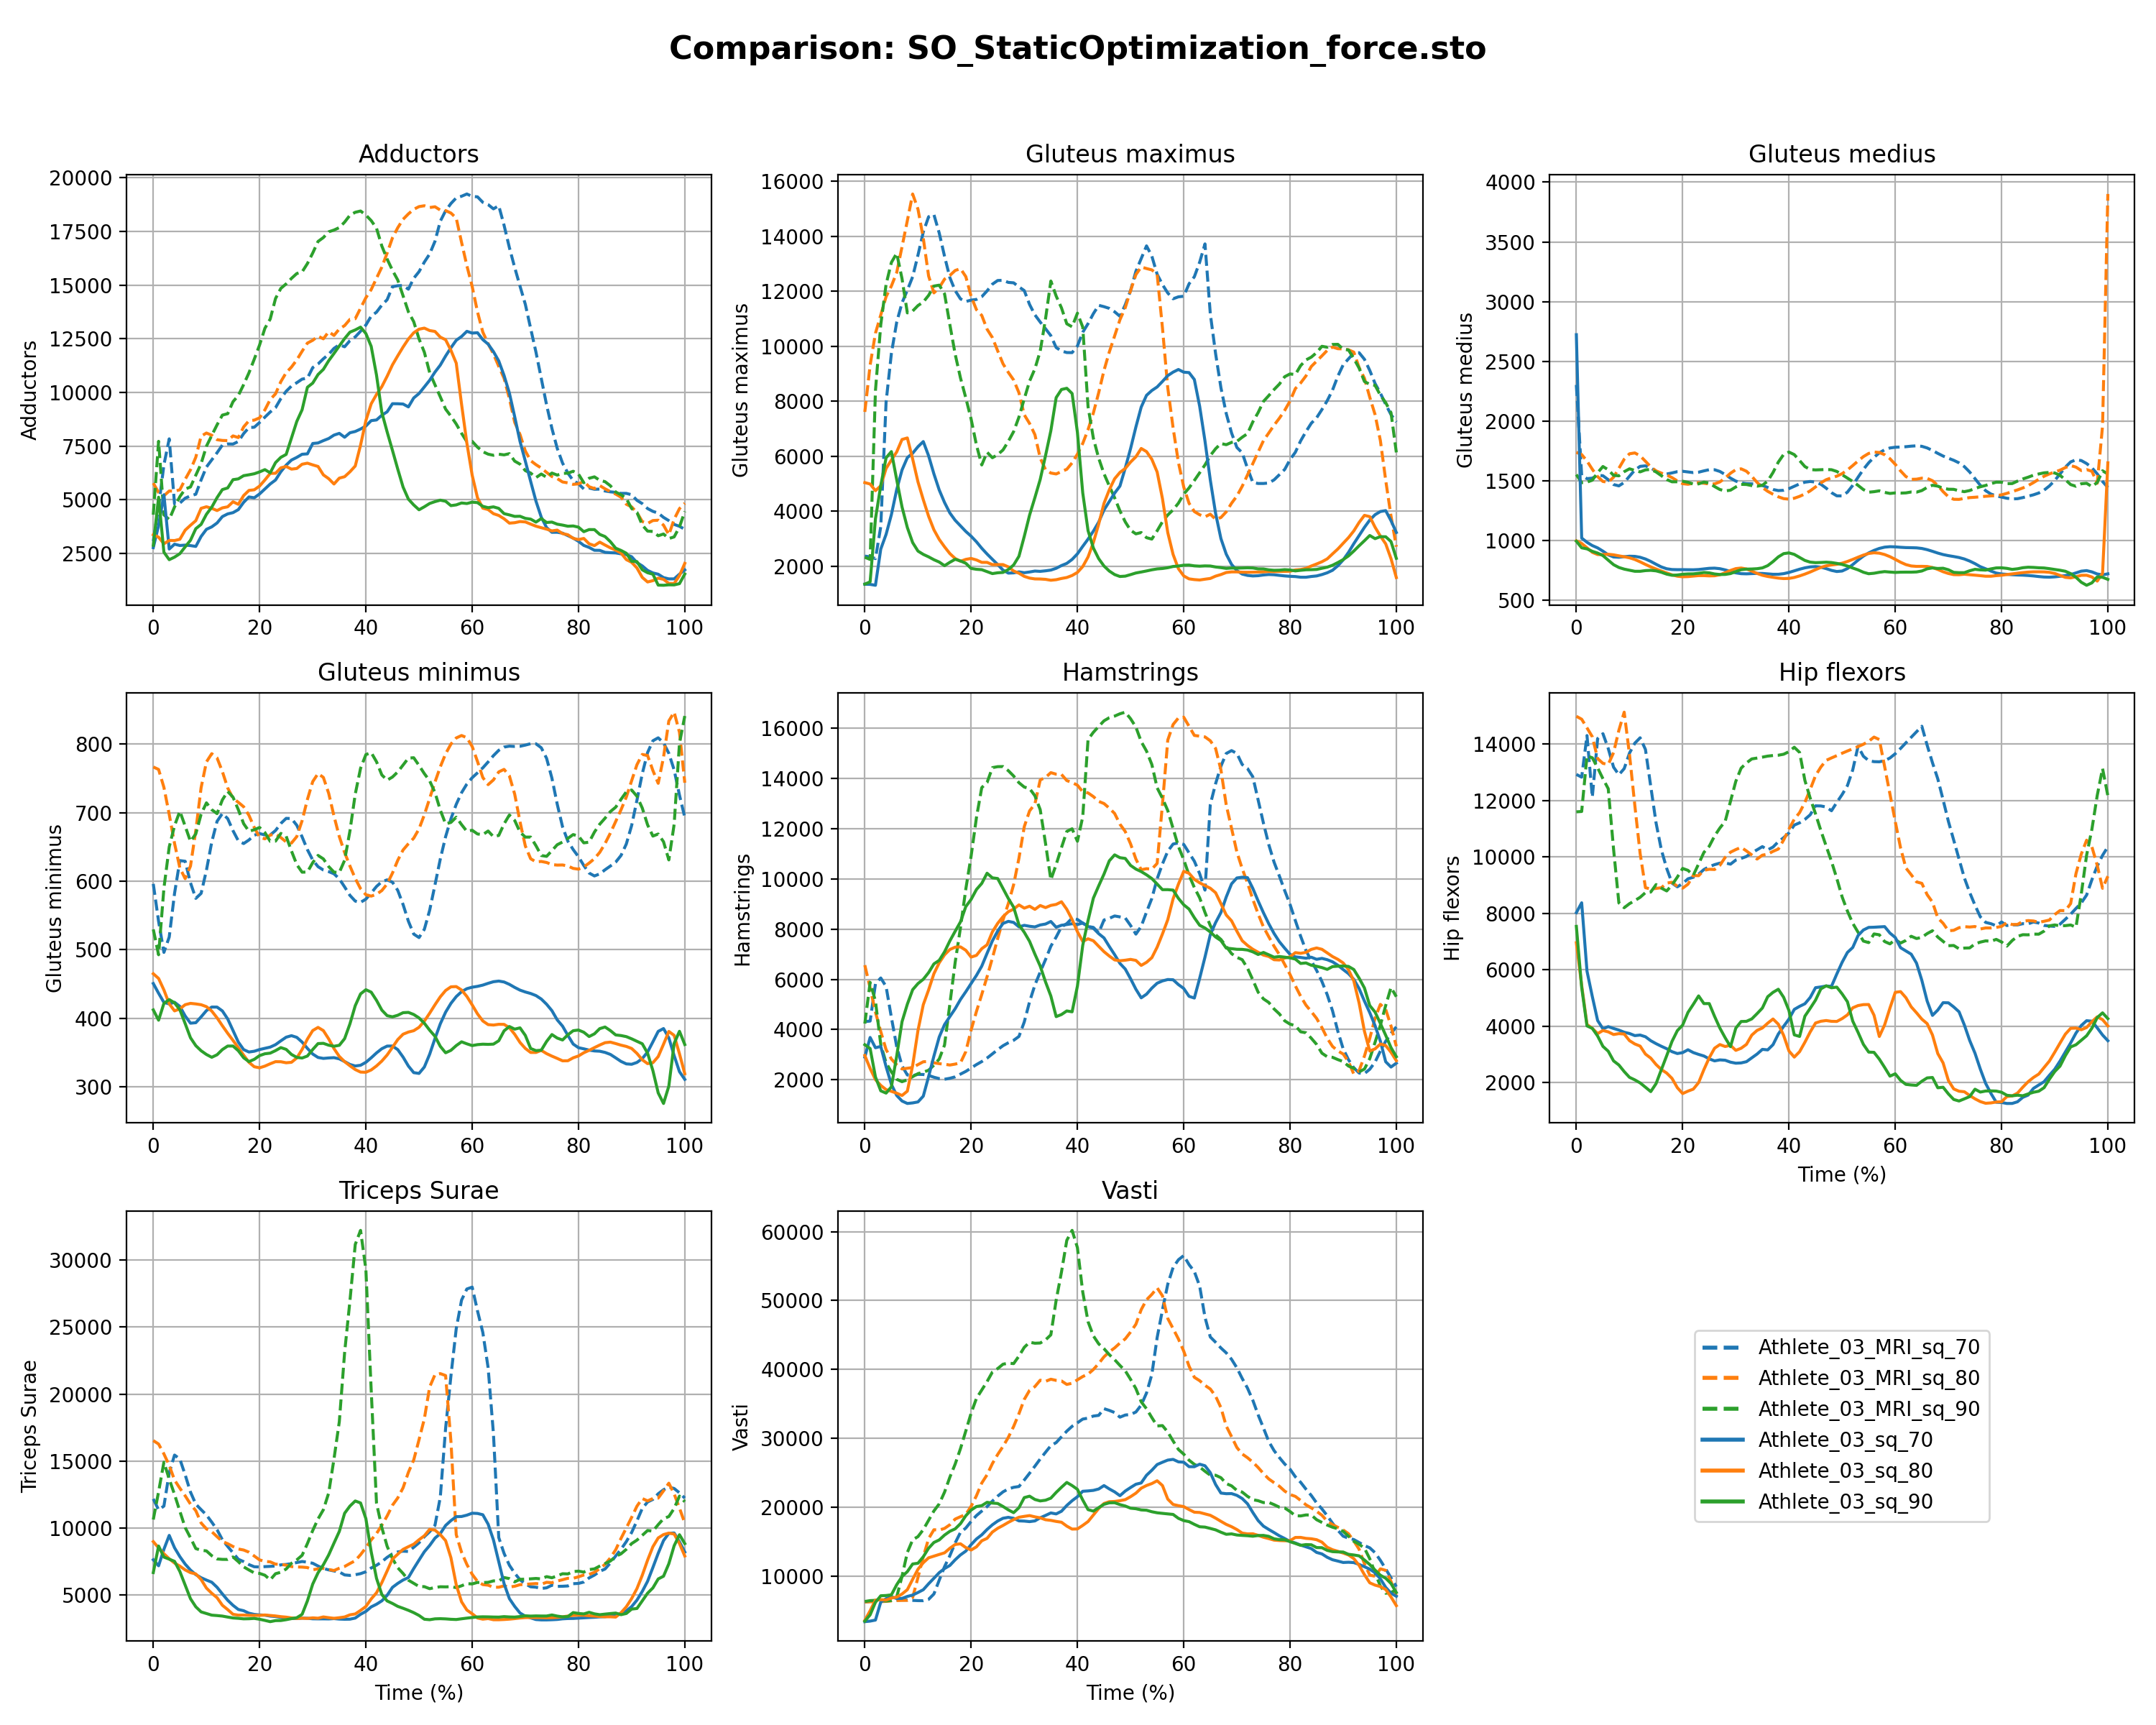 Comparison: SO_StaticOptimization_force.sto
Adductors
Adductors
20000
17500
15000
12500
10000
7500
5000
2500
0 20 40 60 80 100
Gluteus maximus
Gluteus maximus
16000
14000
12000
10000
8000
6000
4000
2000
0 20 40 60 80 100
Gluteus medius
Gluteus medius
4000
3500
3000
2500
2000
1500
1000
500
0 20 40 60 80 100
Gluteus minimus
Gluteus minimus
800
700
600
500
400
300
0 20 40 60 80 100
Hamstrings
Hamstrings
16000
14000
12000
10000
8000
6000
4000
2000
0 20 40 60 80 100
Hip flexors
Hip flexors
14000
12000
10000
8000
6000
4000
2000
0 20 40 60 80 100
Time (%)
Triceps Surae
Triceps Surae
30000
25000
20000
15000
10000
5000
0 20 40 60 80 100
Time (%)
Vasti
Vasti
60000
50000
40000
30000
20000
10000
0 20 40 60 80 100
Time (%)
Athlete_03_MRI_sq_70
Athlete_03_MRI_sq_80
Athlete_03_MRI_sq_90
Athlete_03_sq_70
Athlete_03_sq_80
Athlete_03_sq_90